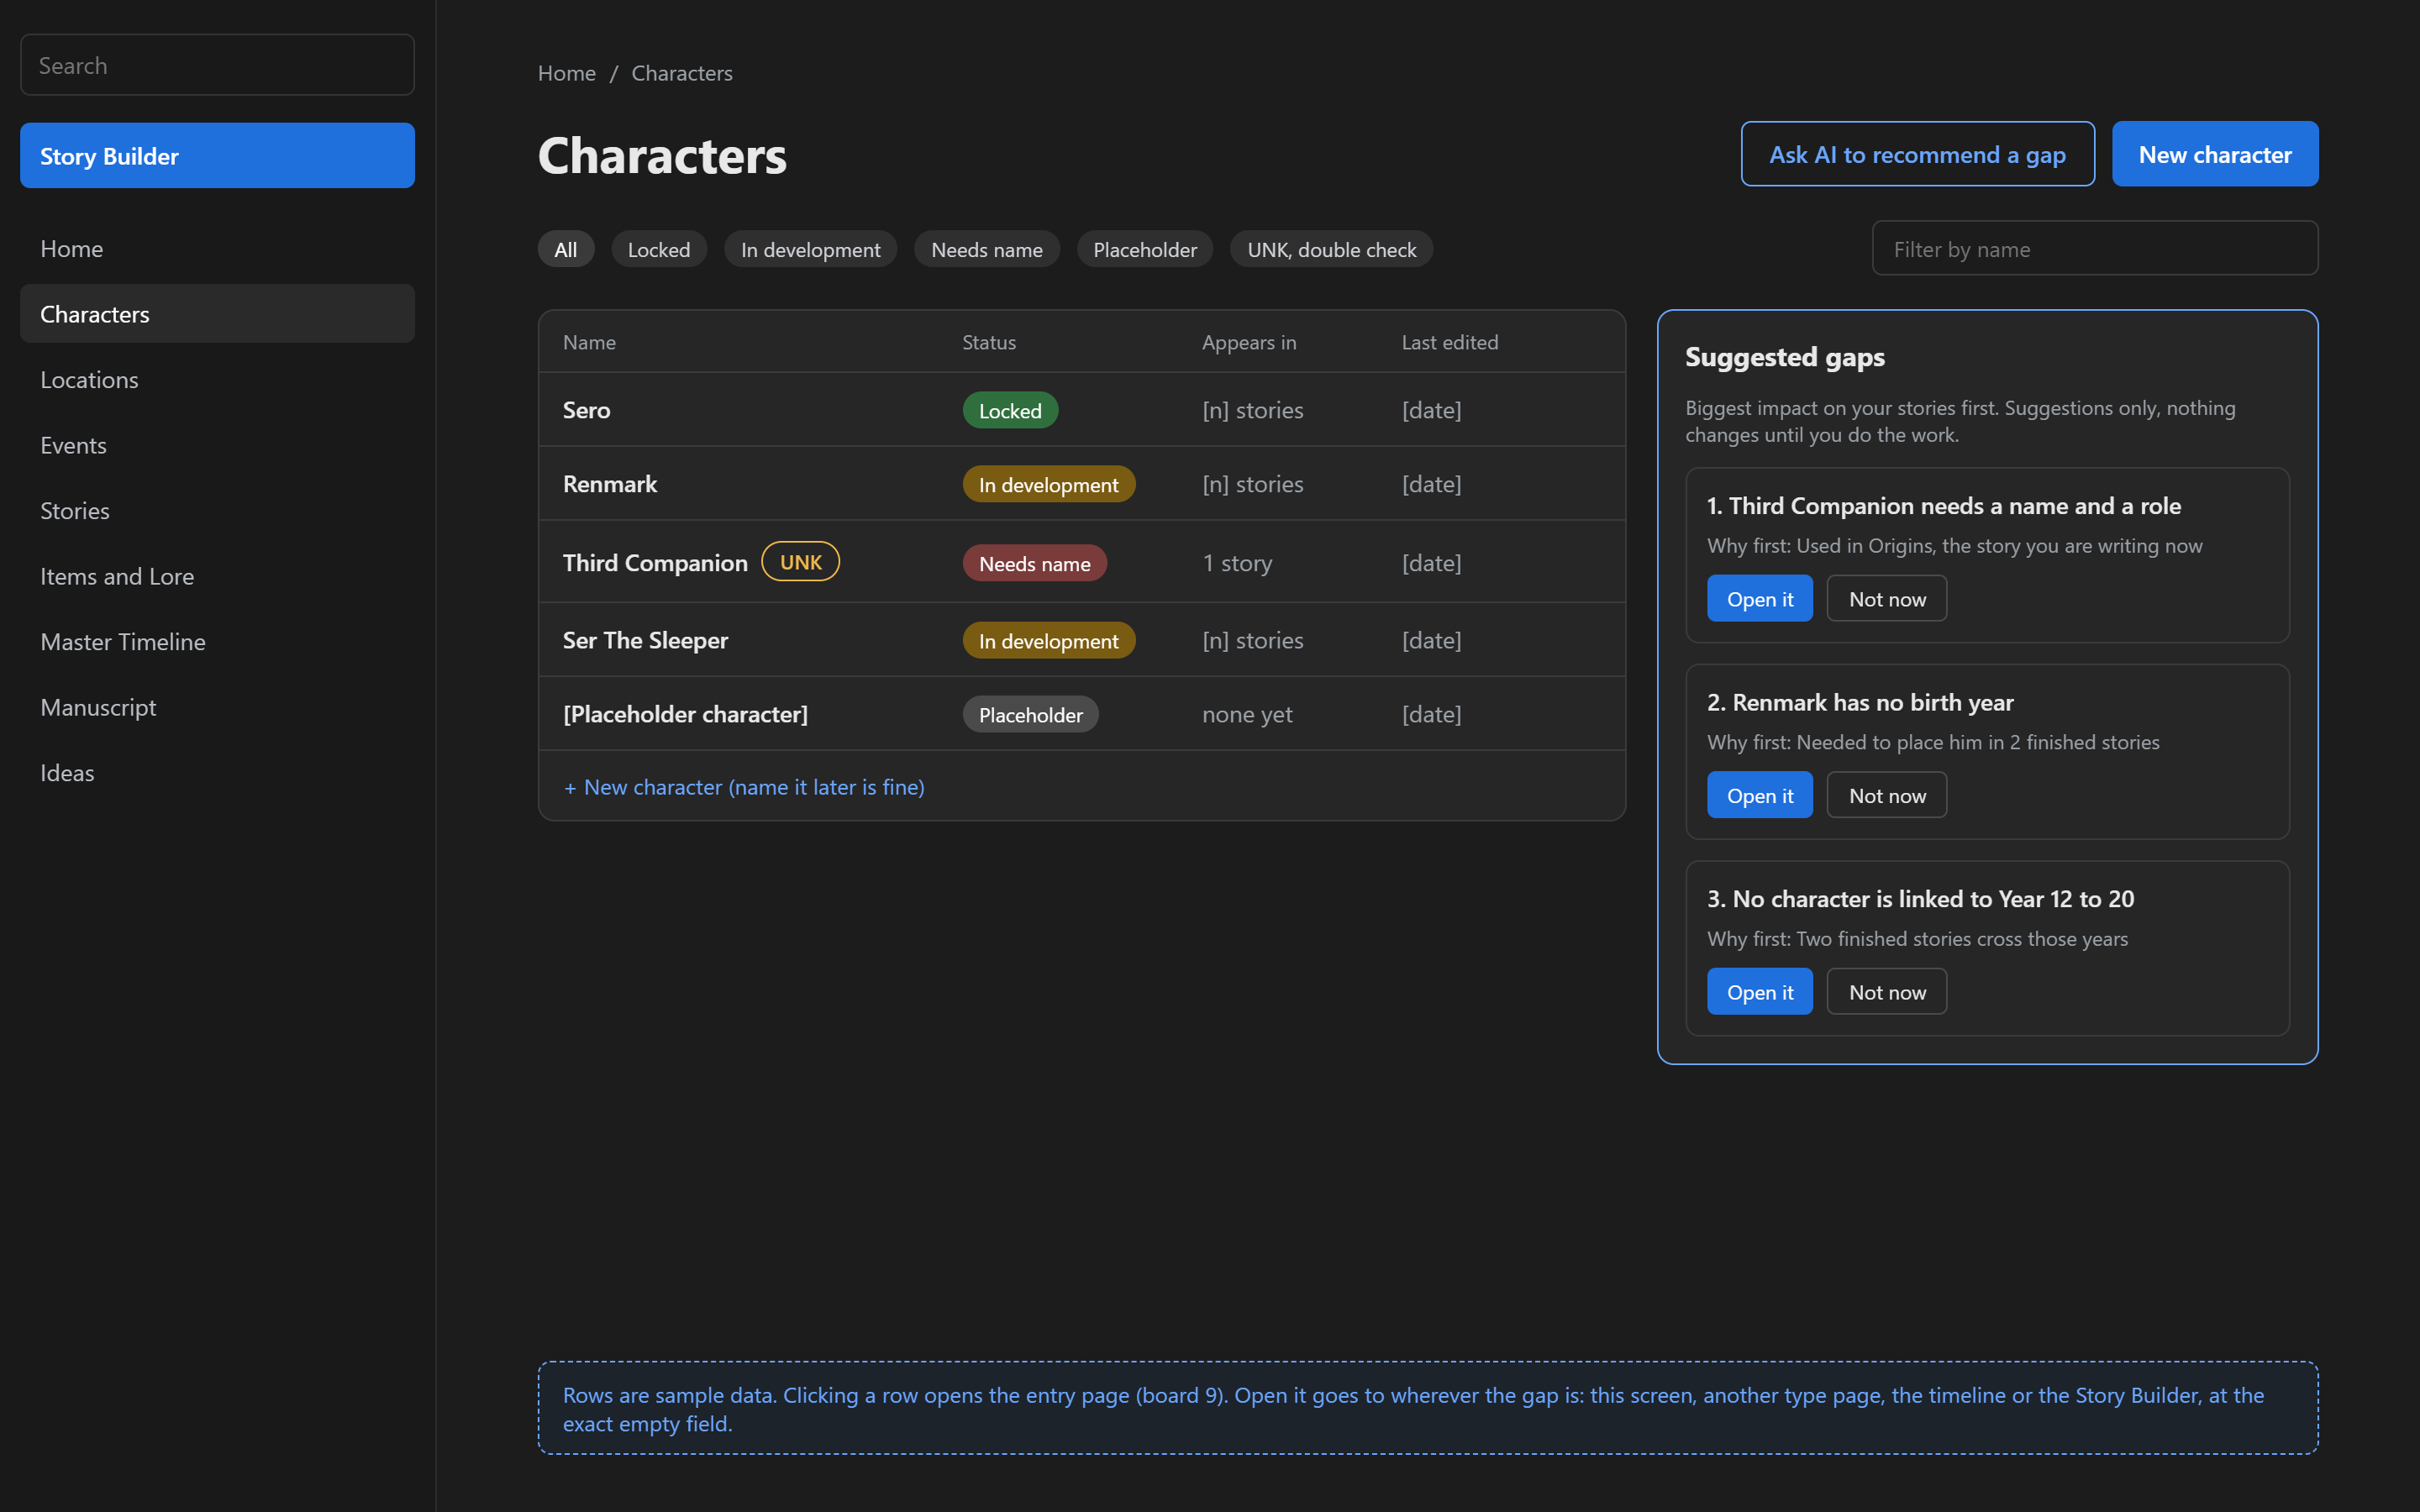 Search
Story Builder
Home
Characters
Locations
Events
Stories
Items and Lore
Master Timeline
Manuscript
Ideas
Home / Characters
Characters
Ask AI to recommend a gap
New character
All
Locked
In development
Needs name
Placeholder
UNK, double check
Filter by name
Name Status Appears in Last edited
Sero Locked [n] stories [date]
Renmark In development [n] stories [date]
Third Companion UNK Needs name 1 story [date]
Ser The Sleeper In development [n] stories [date]
[Placeholder character] Placeholder none yet [date]
+ New character (name it later is fine)
Suggested gaps
Biggest impact on your stories first. Suggestions only, nothing
changes until you do the work.
1. Third Companion needs a name and a role
Why first: Used in Origins, the story you are writing now
Open it Not now
2. Renmark has no birth year
Why first: Needed to place him in 2 finished stories
Open it Not now
3. No character is linked to Year 12 to 20
Why first: Two finished stories cross those years
Open it Not now
Rows are sample data. Clicking a row opens the entry page (board 9). Open it goes to wherever the gap is: this screen, another type page, the timeline or the Story Builder, at the
exact empty field.